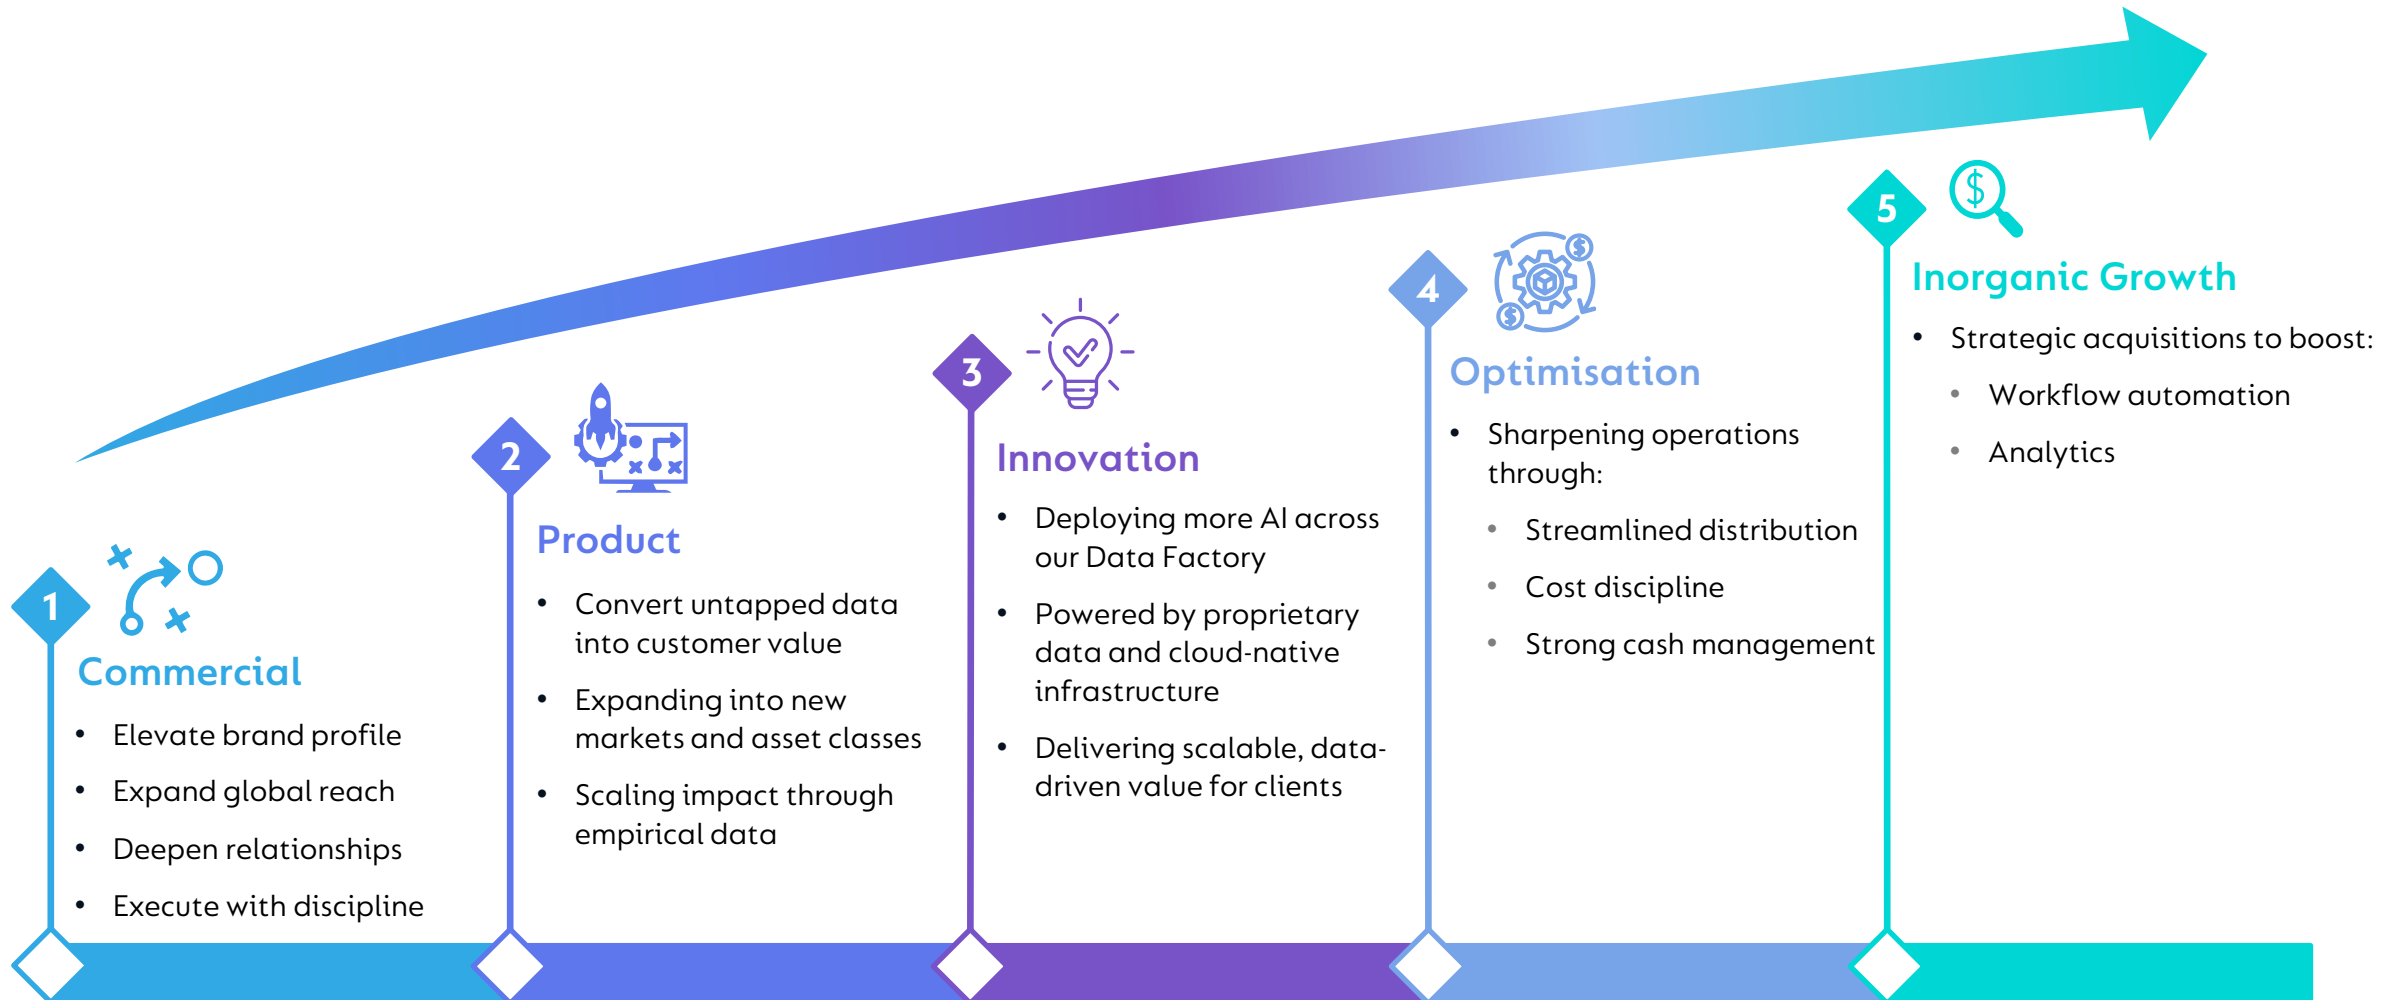 1
Commercial
• Elevate brand profile
• Expand global reach
• Deepen relationships
• Execute with discipline
2
Product
• Convert untapped data
into customer value
• Expanding into new
markets and asset classes
• Scaling impact through
empirical data
3
Innovation
• Deploying more AI across
our Data Factory
• Powered by proprietary
data and cloud-native
infrastructure
• Delivering scalable, data-
driven value for clients
4
$
$
Optimisation
• Sharpening operations
through:
• Streamlined distribution
• Cost discipline
• Strong cash management
5
$
Inorganic Growth
• Strategic acquisitions to boost:
• Workflow automation
• Analytics